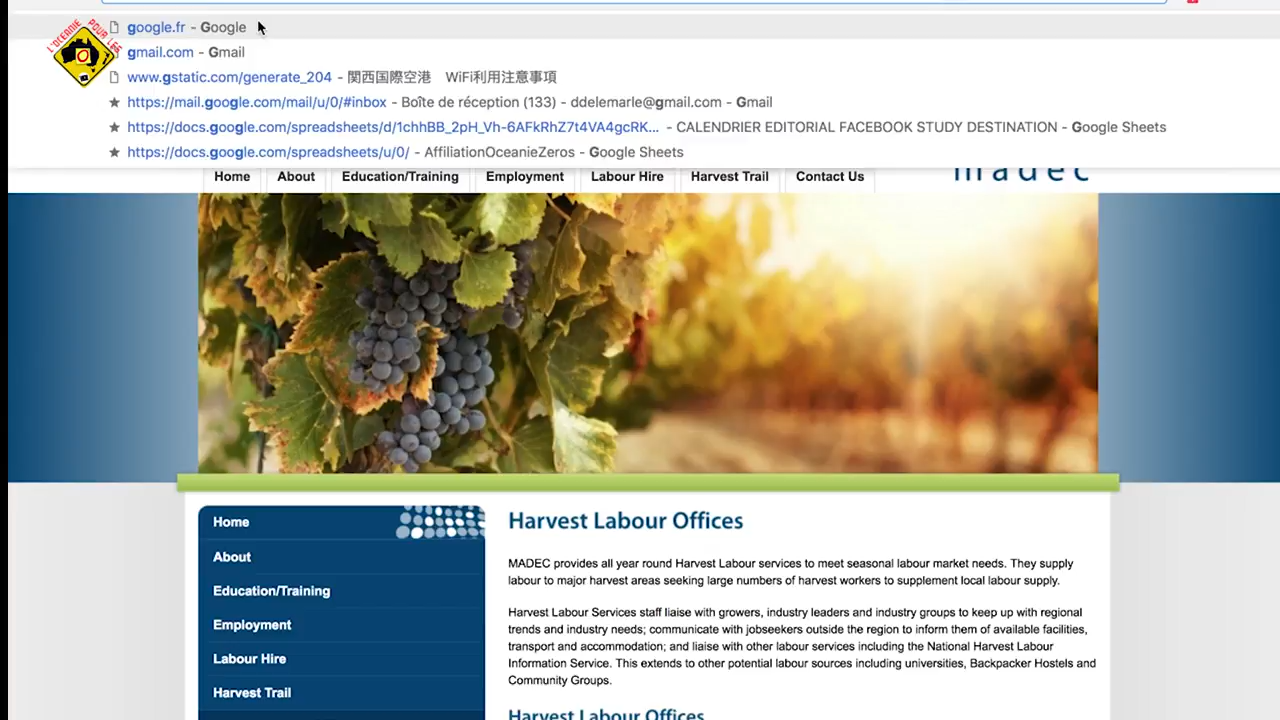 google.fr - Google
gmail.com - Gmail
www.gstatic.com/generate_204 - 関西国際空港 WiFi利用注意事項
https://mail.google.com/mail/u/0/#inbox - Boîte de réception (133) - ddelemarle@gmail.com - Gmail
https://docs.google.com/spreadsheets/d/1chhBB_2pH_Vh-6AFkRhZ7t4VA4gcRK... - CALENDRIER EDITORIAL FACEBOOK STUDY DESTINATION - Google Sheets
https://docs.google.com/spreadsheets/u/0/ - AffiliationOceanieZeros - Google Sheets
L'OCEANIE POUR LES
madec
Home About Education/Training Employment Labour Hire Harvest Trail Contact Us
Home
About
Education/Training
Employment
Labour Hire
Harvest Trail
Harvest Labour Offices
MADEC provides all year round Harvest Labour services to meet seasonal labour market needs. They supply
labour to major harvest areas seeking large numbers of harvest workers to supplement local labour supply.
Harvest Labour Services staff liaise with growers, industry leaders and industry groups to keep up with regional
trends and industry needs; communicate with jobseekers outside the region to inform them of available facilities,
transport and accommodation; and liaise with other labour services including the National Harvest Labour
Information Service. This extends to other potential labour sources including universities, Backpacker Hostels and
Community Groups.
Harvest Labour Offices